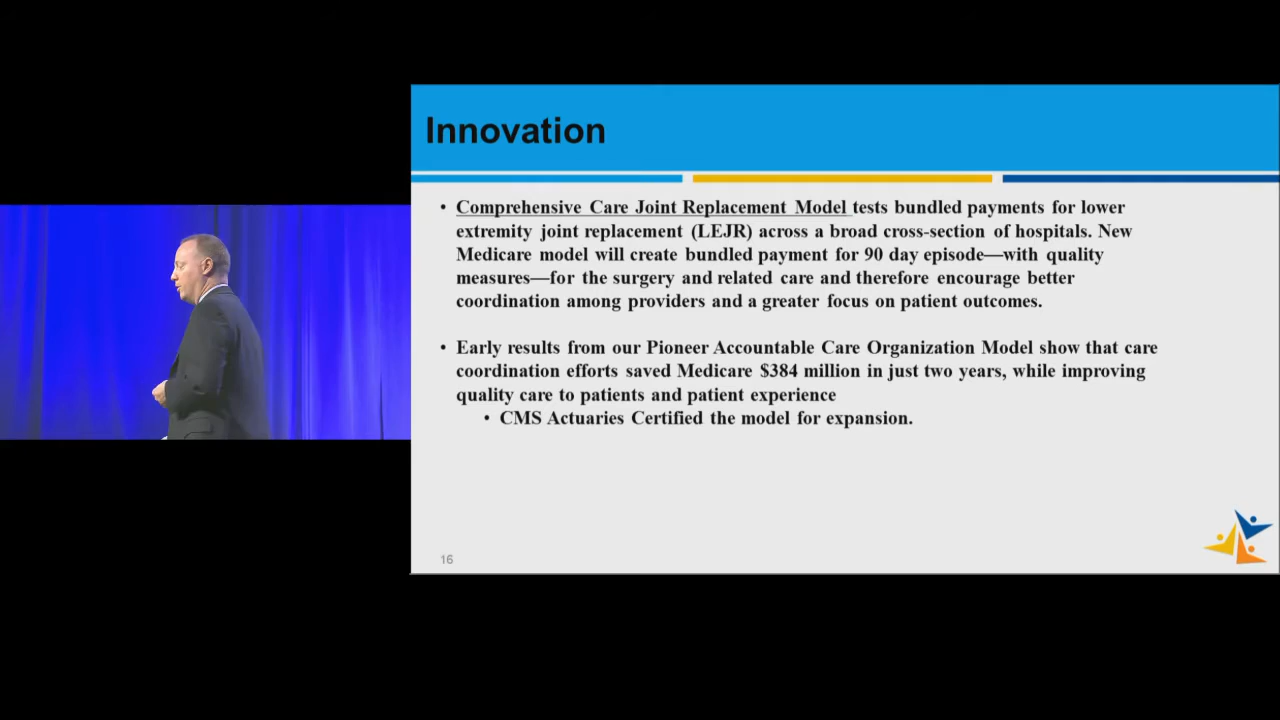 Innovation
• Comprehensive Care Joint Replacement Model tests bundled payments for lower
extremity joint replacement (LEJR) across a broad cross-section of hospitals. New
Medicare model will create bundled payment for 90 day episode—with quality
measures—for the surgery and related care and therefore encourage better
coordination among providers and a greater focus on patient outcomes.
• Early results from our Pioneer Accountable Care Organization Model show that care
coordination efforts saved Medicare $384 million in just two years, while improving
quality care to patients and patient experience
• CMS Actuaries Certified the model for expansion.
16